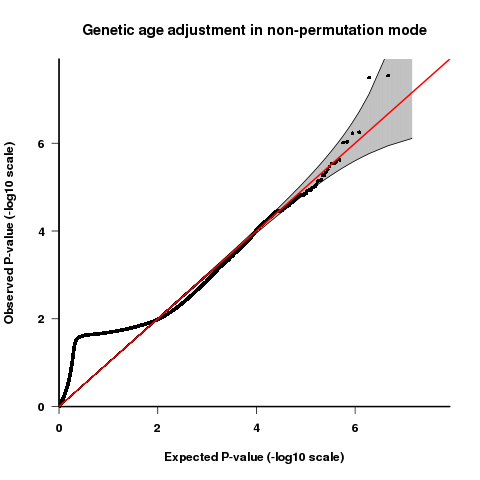 Genetic age adjustment in non-permutation mode
Observed P-value (-log10 scale)
6
4
2
0
0 2 4 6
Expected P-value (-log10 scale)